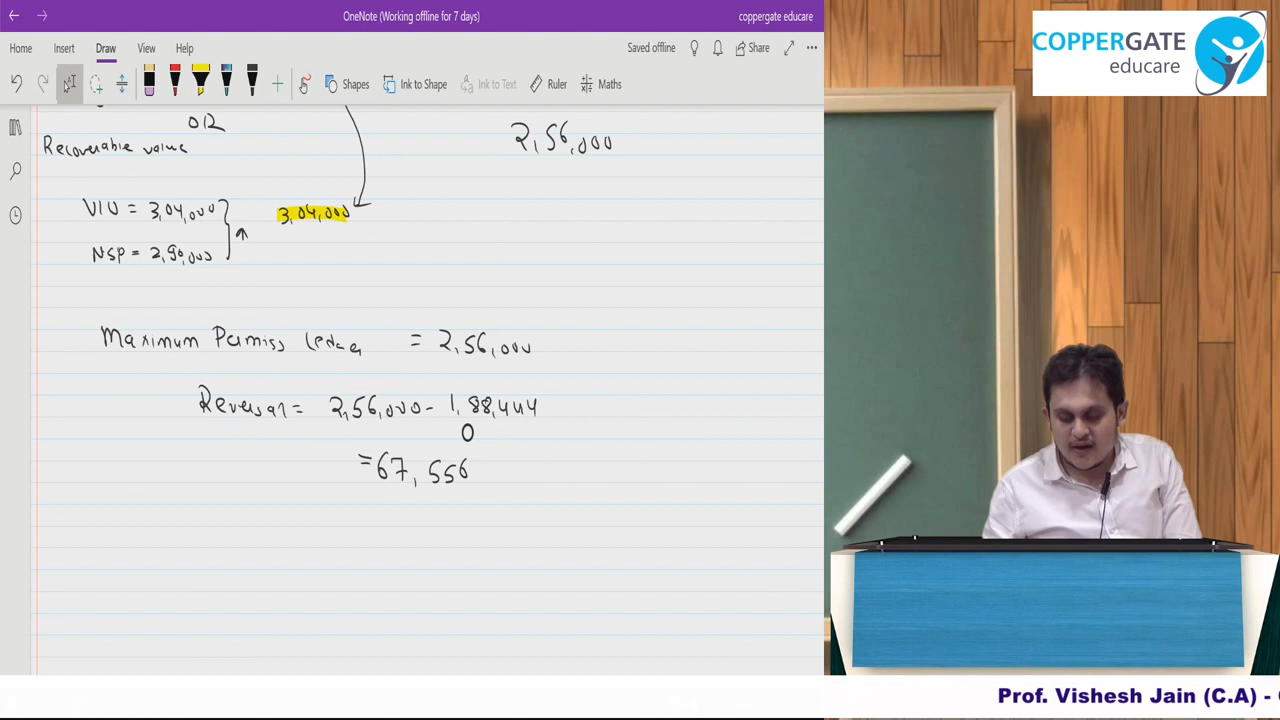 OneNote (Working offline for 7 days)
coppergate educare
Home Insert Draw View Help
Saved offline
Share
Shapes
Ink to Shape
Ink to Text
Ruler
Maths
OR
Recoverable value
2,56,000
VIU = 3,04,000
3,04,000
NSP = 2,90,000
Maximum Permiss = 2,56,000
Reversal = 2,56,000 - 1,88,444
0
= 67,556
COPPERGATE
educare
Prof. Vishesh Jain (C.A) -